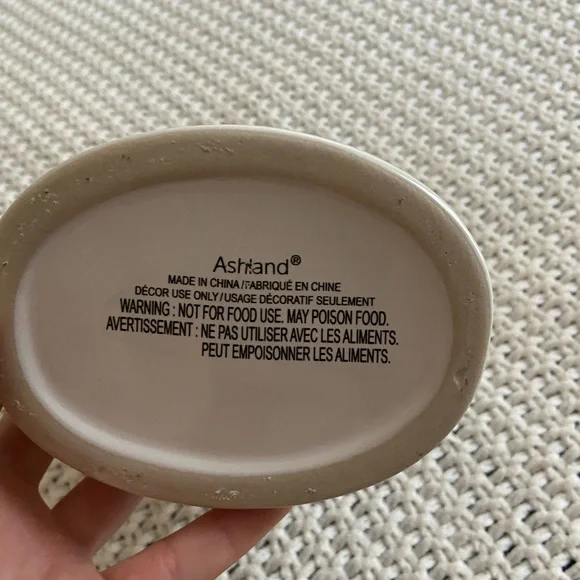 Ashland®
MADE IN CHINA/FABRIQUÉ EN CHINE
DÉCOR USE ONLY/USAGE DÉCORATIF SEULEMENT
WARNING : NOT FOR FOOD USE. MAY POISON FOOD.
AVERTISSEMENT : NE PAS UTILISER AVEC LES ALIMENTS.
PEUT EMPOISONNER LES ALIMENTS.